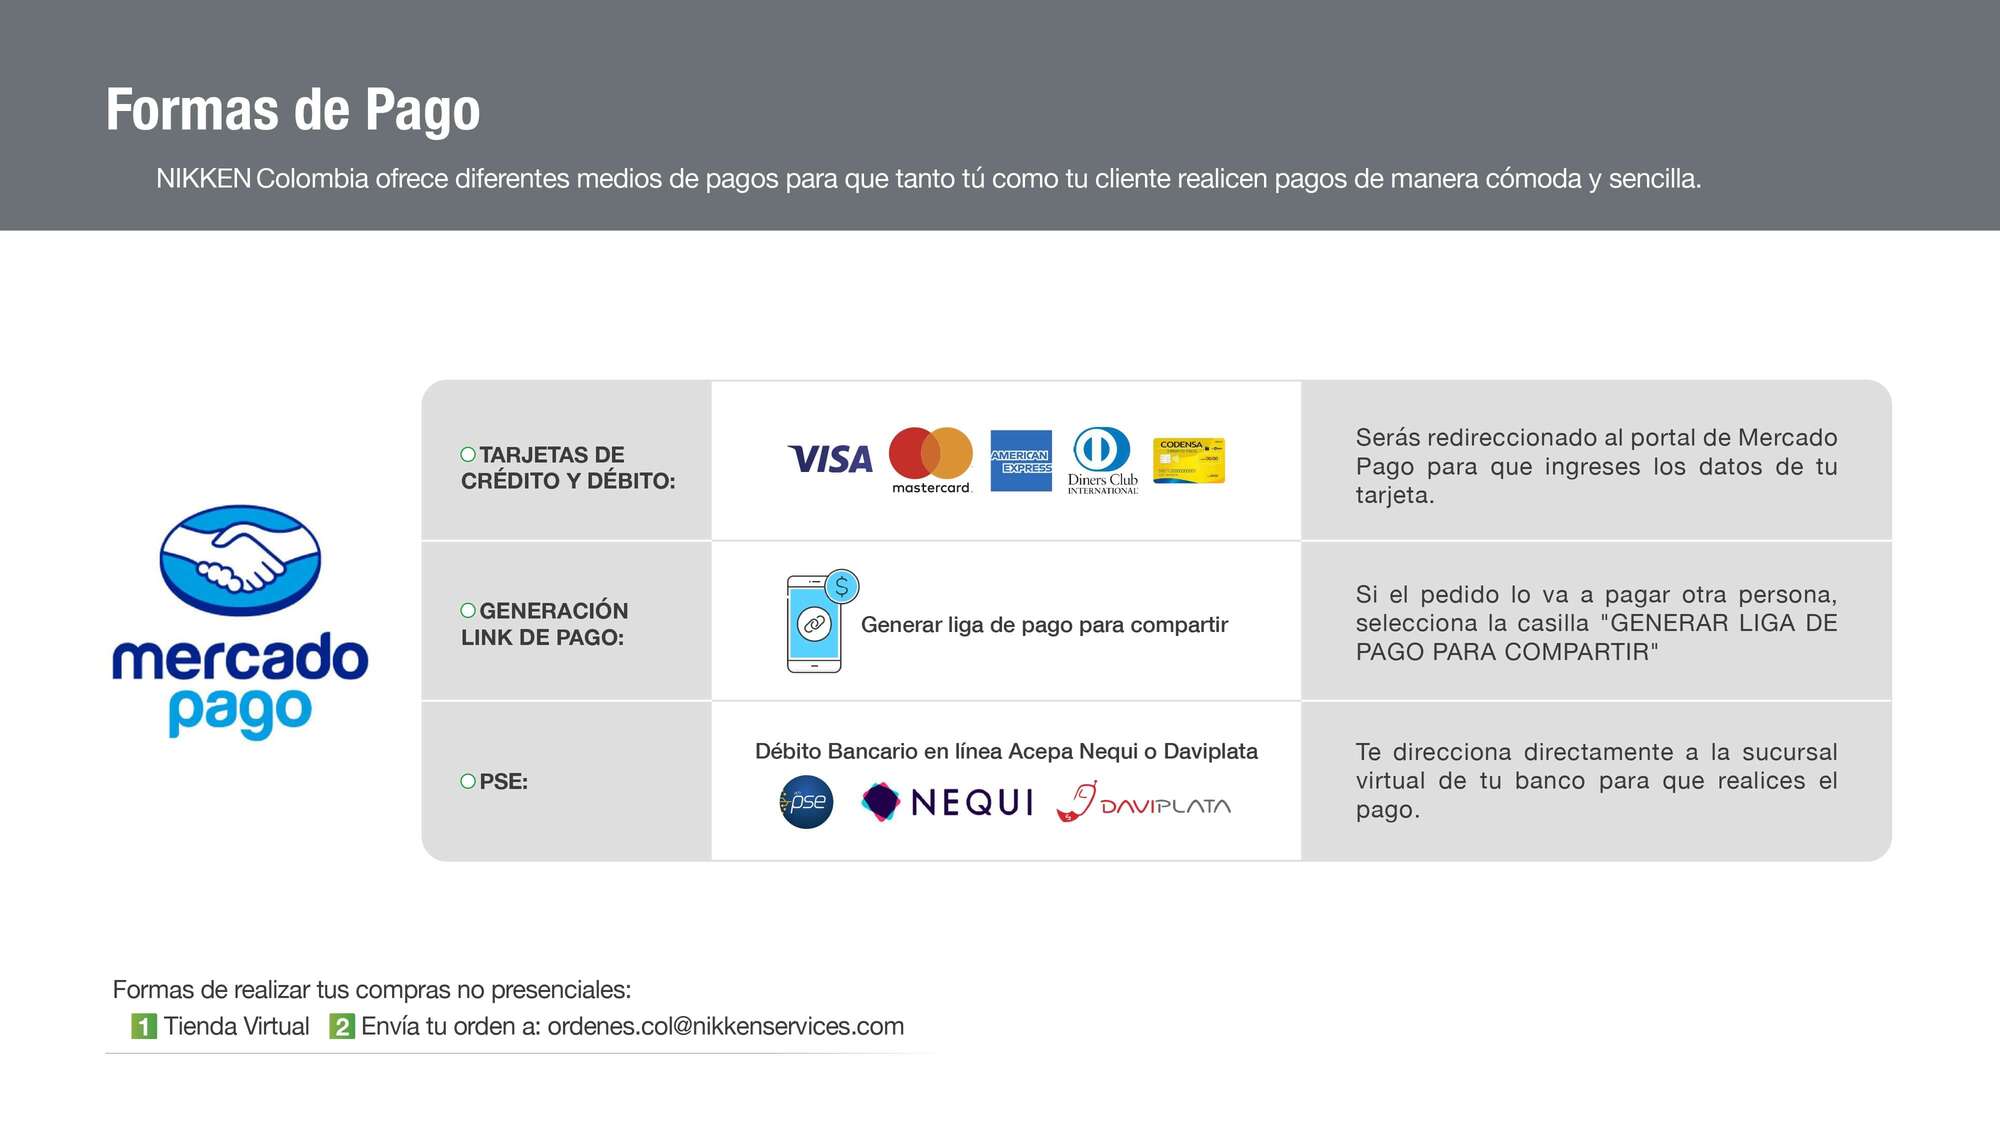 Formas de Pago
NIKKEN Colombia ofrece diferentes medios de pagos para que tanto tú como tu cliente realicen pagos de manera cómoda y sencilla.
mercado
pago
TARJETAS DE
CRÉDITO Y DÉBITO:
VISA
mastercard
AMERICAN
EXPRESS
Diners Club
INTERNATIONAL
CODENSA
Serás redireccionado al portal de Mercado
Pago para que ingreses los datos de tu
tarjeta.
GENERACIÓN
LINK DE PAGO:
$
Generar liga de pago para compartir
Si el pedido lo va a pagar otra persona,
selecciona la casilla "GENERAR LIGA DE
PAGO PARA COMPARTIR"
PSE:
Débito Bancario en línea Acepa Nequi o Daviplata
pse
NEQUI
DAVIPLATA
Te direcciona directamente a la sucursal
virtual de tu banco para que realices el
pago.
Formas de realizar tus compras no presenciales:
1 Tienda Virtual 2 Envía tu orden a: ordenes.col@nikkenservices.com